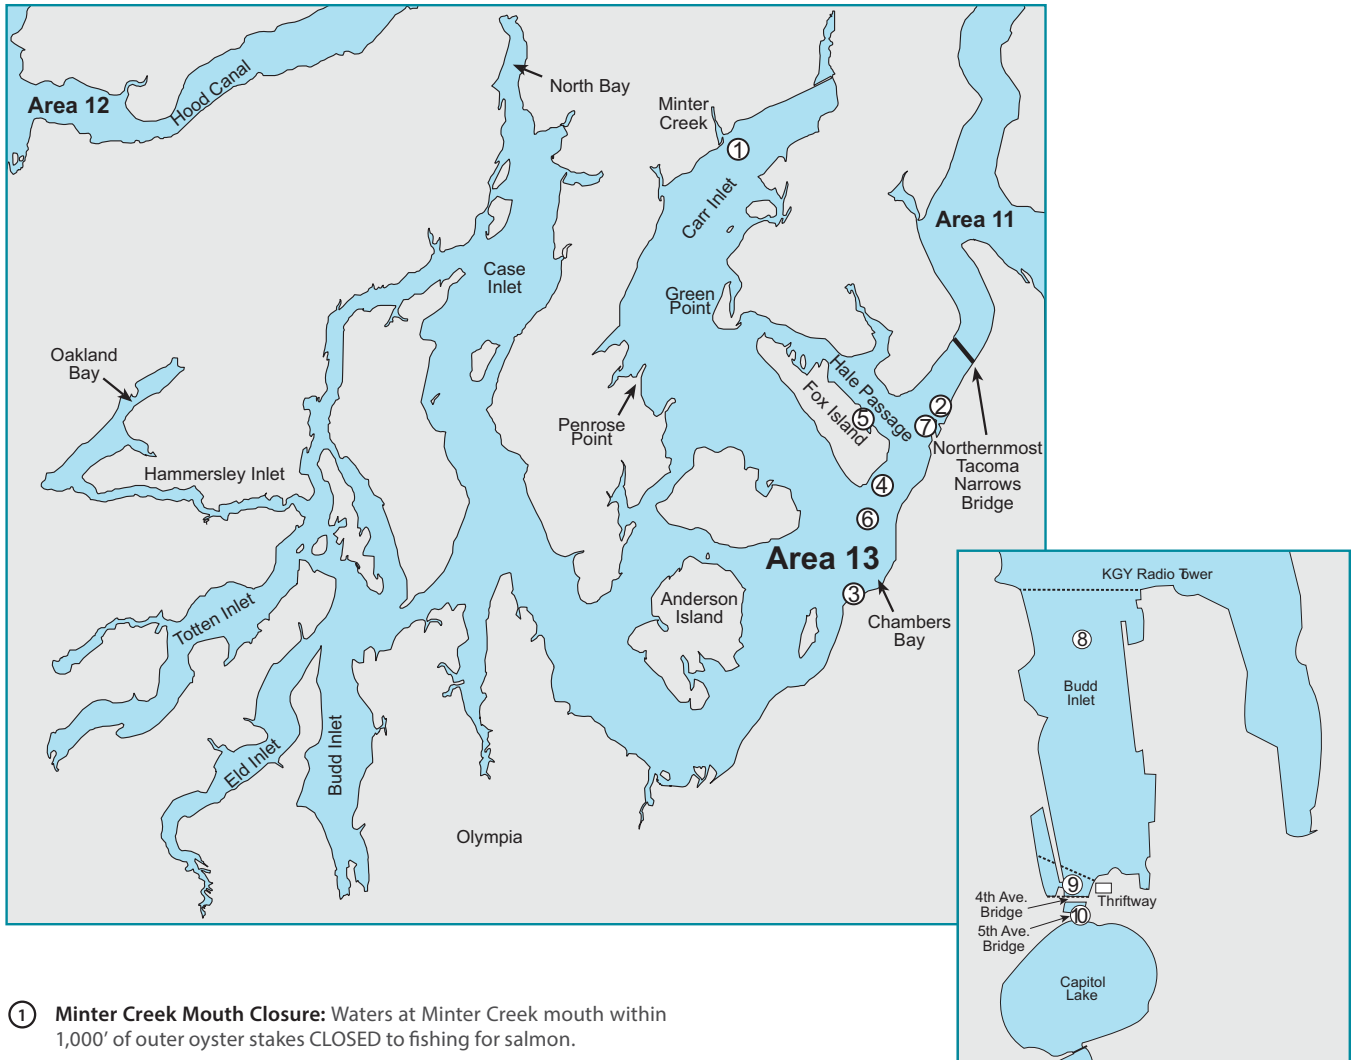 North Bay
Hood Canal
Area 12
Minter
Creek
1
Carr Inlet
Area 11
Case
Inlet
Green
Point
Oakland
Bay
Hale Passage
Fox Island
5
2
7
Penrose
Point
Northernmost
Tacoma
Narrows
Bridge
Hammersley Inlet
4
6
Area 13
3
Anderson
Island
Chambers
Bay
Totten Inlet
Eld Inlet
Budd Inlet
Olympia
KGY Radio Tower
8
Budd
Inlet
9
4th Ave.
Bridge
Thriftway
10
5th Ave.
Bridge
Capitol
Lake
1 Minter Creek Mouth Closure: Waters at Minter Creek mouth within
1,000' of outer oyster stakes CLOSED to fishing for salmon.